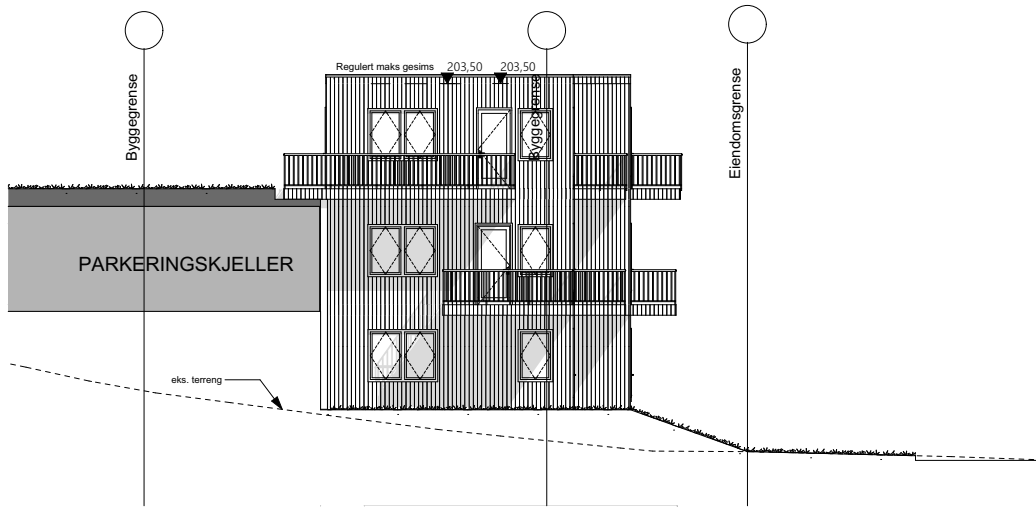 Regulert maks gesims 203,50 203,50
Byggegrense
Byggegrense
Eiendomsgrense
PARKERINGSKJELLER
eks. terreng